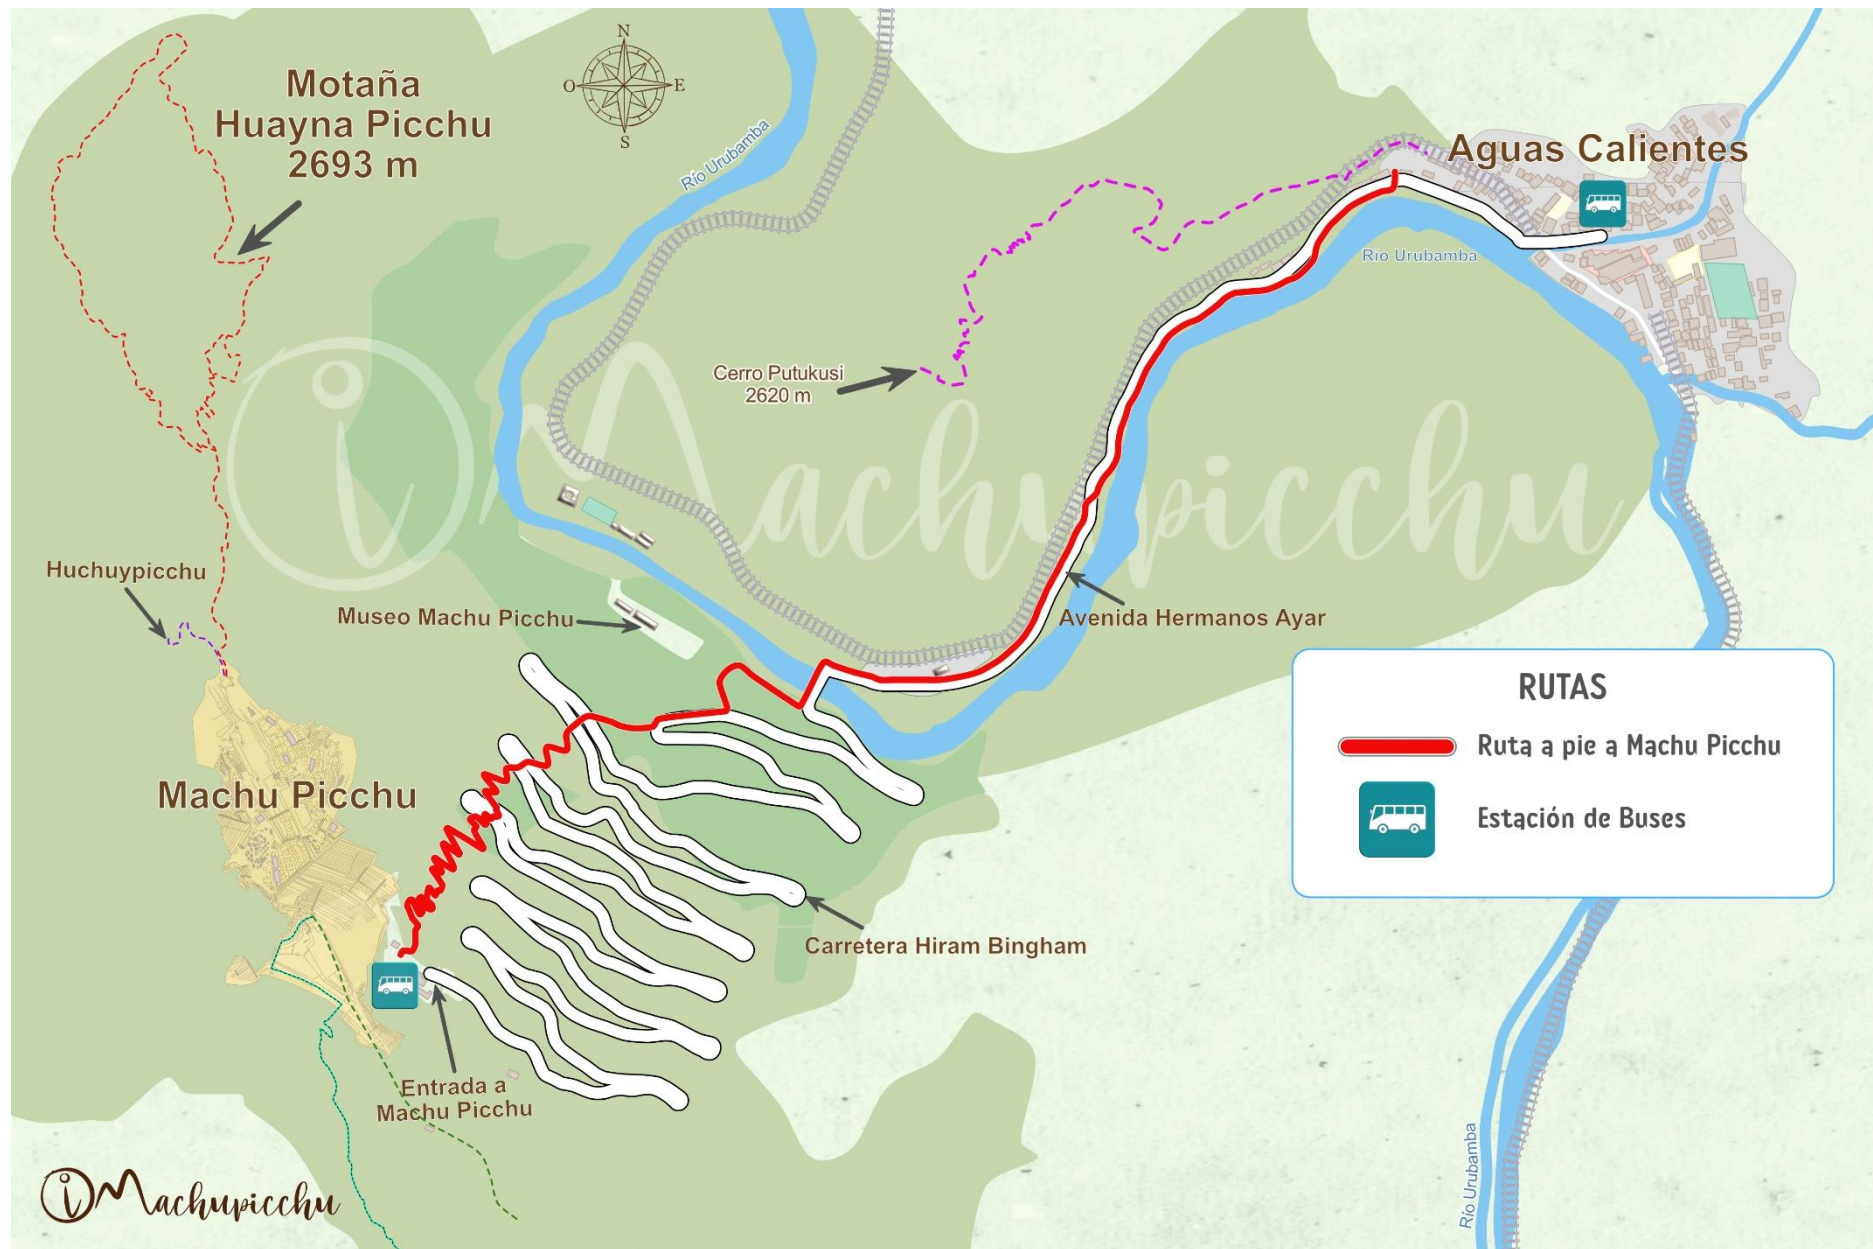 N
O
E
S
Motaña
Huayna Picchu
2693 m
Río Urubamba
Aguas Calientes
Río Urubamba
Cerro Putukusi
2620 m
iMachupicchu
Huchuypicchu
Museo Machu Picchu
Avenida Hermanos Ayar
RUTAS
Ruta a pie a Machu Picchu
Estación de Buses
Machu Picchu
Carretera Hiram Bingham
Entrada a
Machu Picchu
Río Urubamba
iMachupicchu